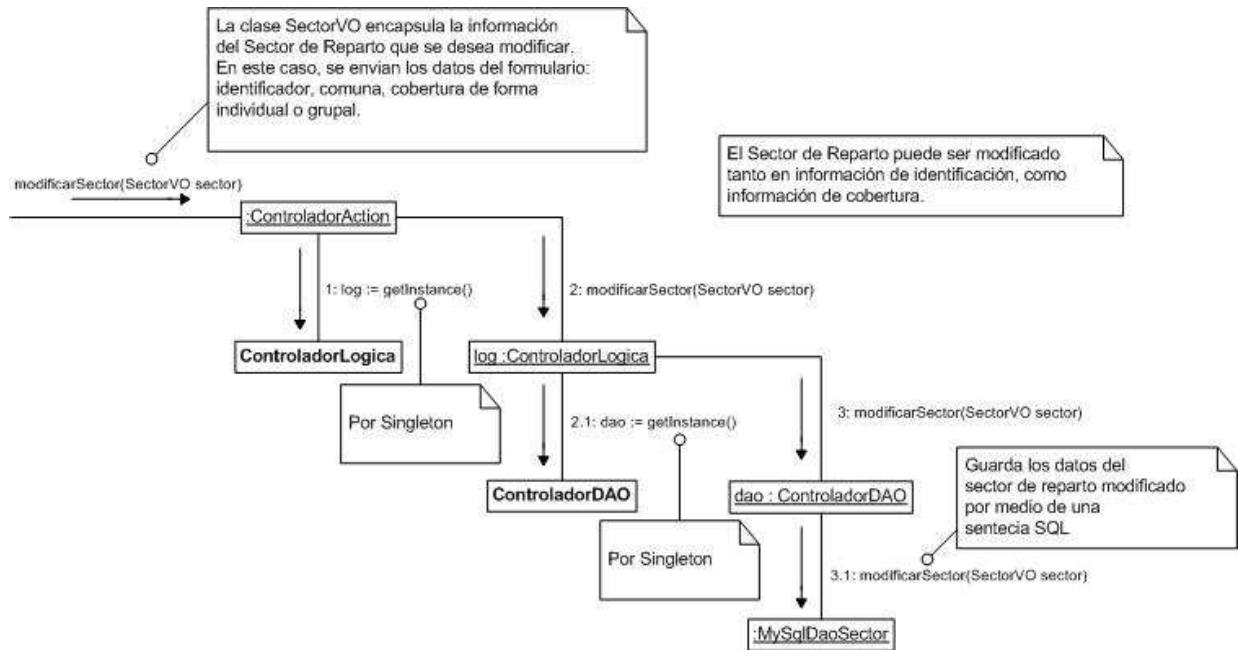 La clase SectorVO encapsula la información
del Sector de Reparto que se desea modificar.
En este caso, se envian los datos del formulario:
identificador, comuna, cobertura de forma
individual o grupal.
El Sector de Reparto puede ser modificado
tanto en información de identificación, como
información de cobertura.
modificarSector(SectorVO sector)
:ControladorAction
1: log := getInstance()
2: modificarSector(SectorVO sector)
ControladorLogica
log :ControladorLogica
Por Singleton
2.1: dao := getInstance()
3: modificarSector(SectorVO sector)
Guarda los datos del
sector de reparto modificado
por medio de una
sentecia SQL
ControladorDAO
dao : ControladorDAO
Por Singleton
3.1: modificarSector(SectorVO sector)
:MySqlDaoSector